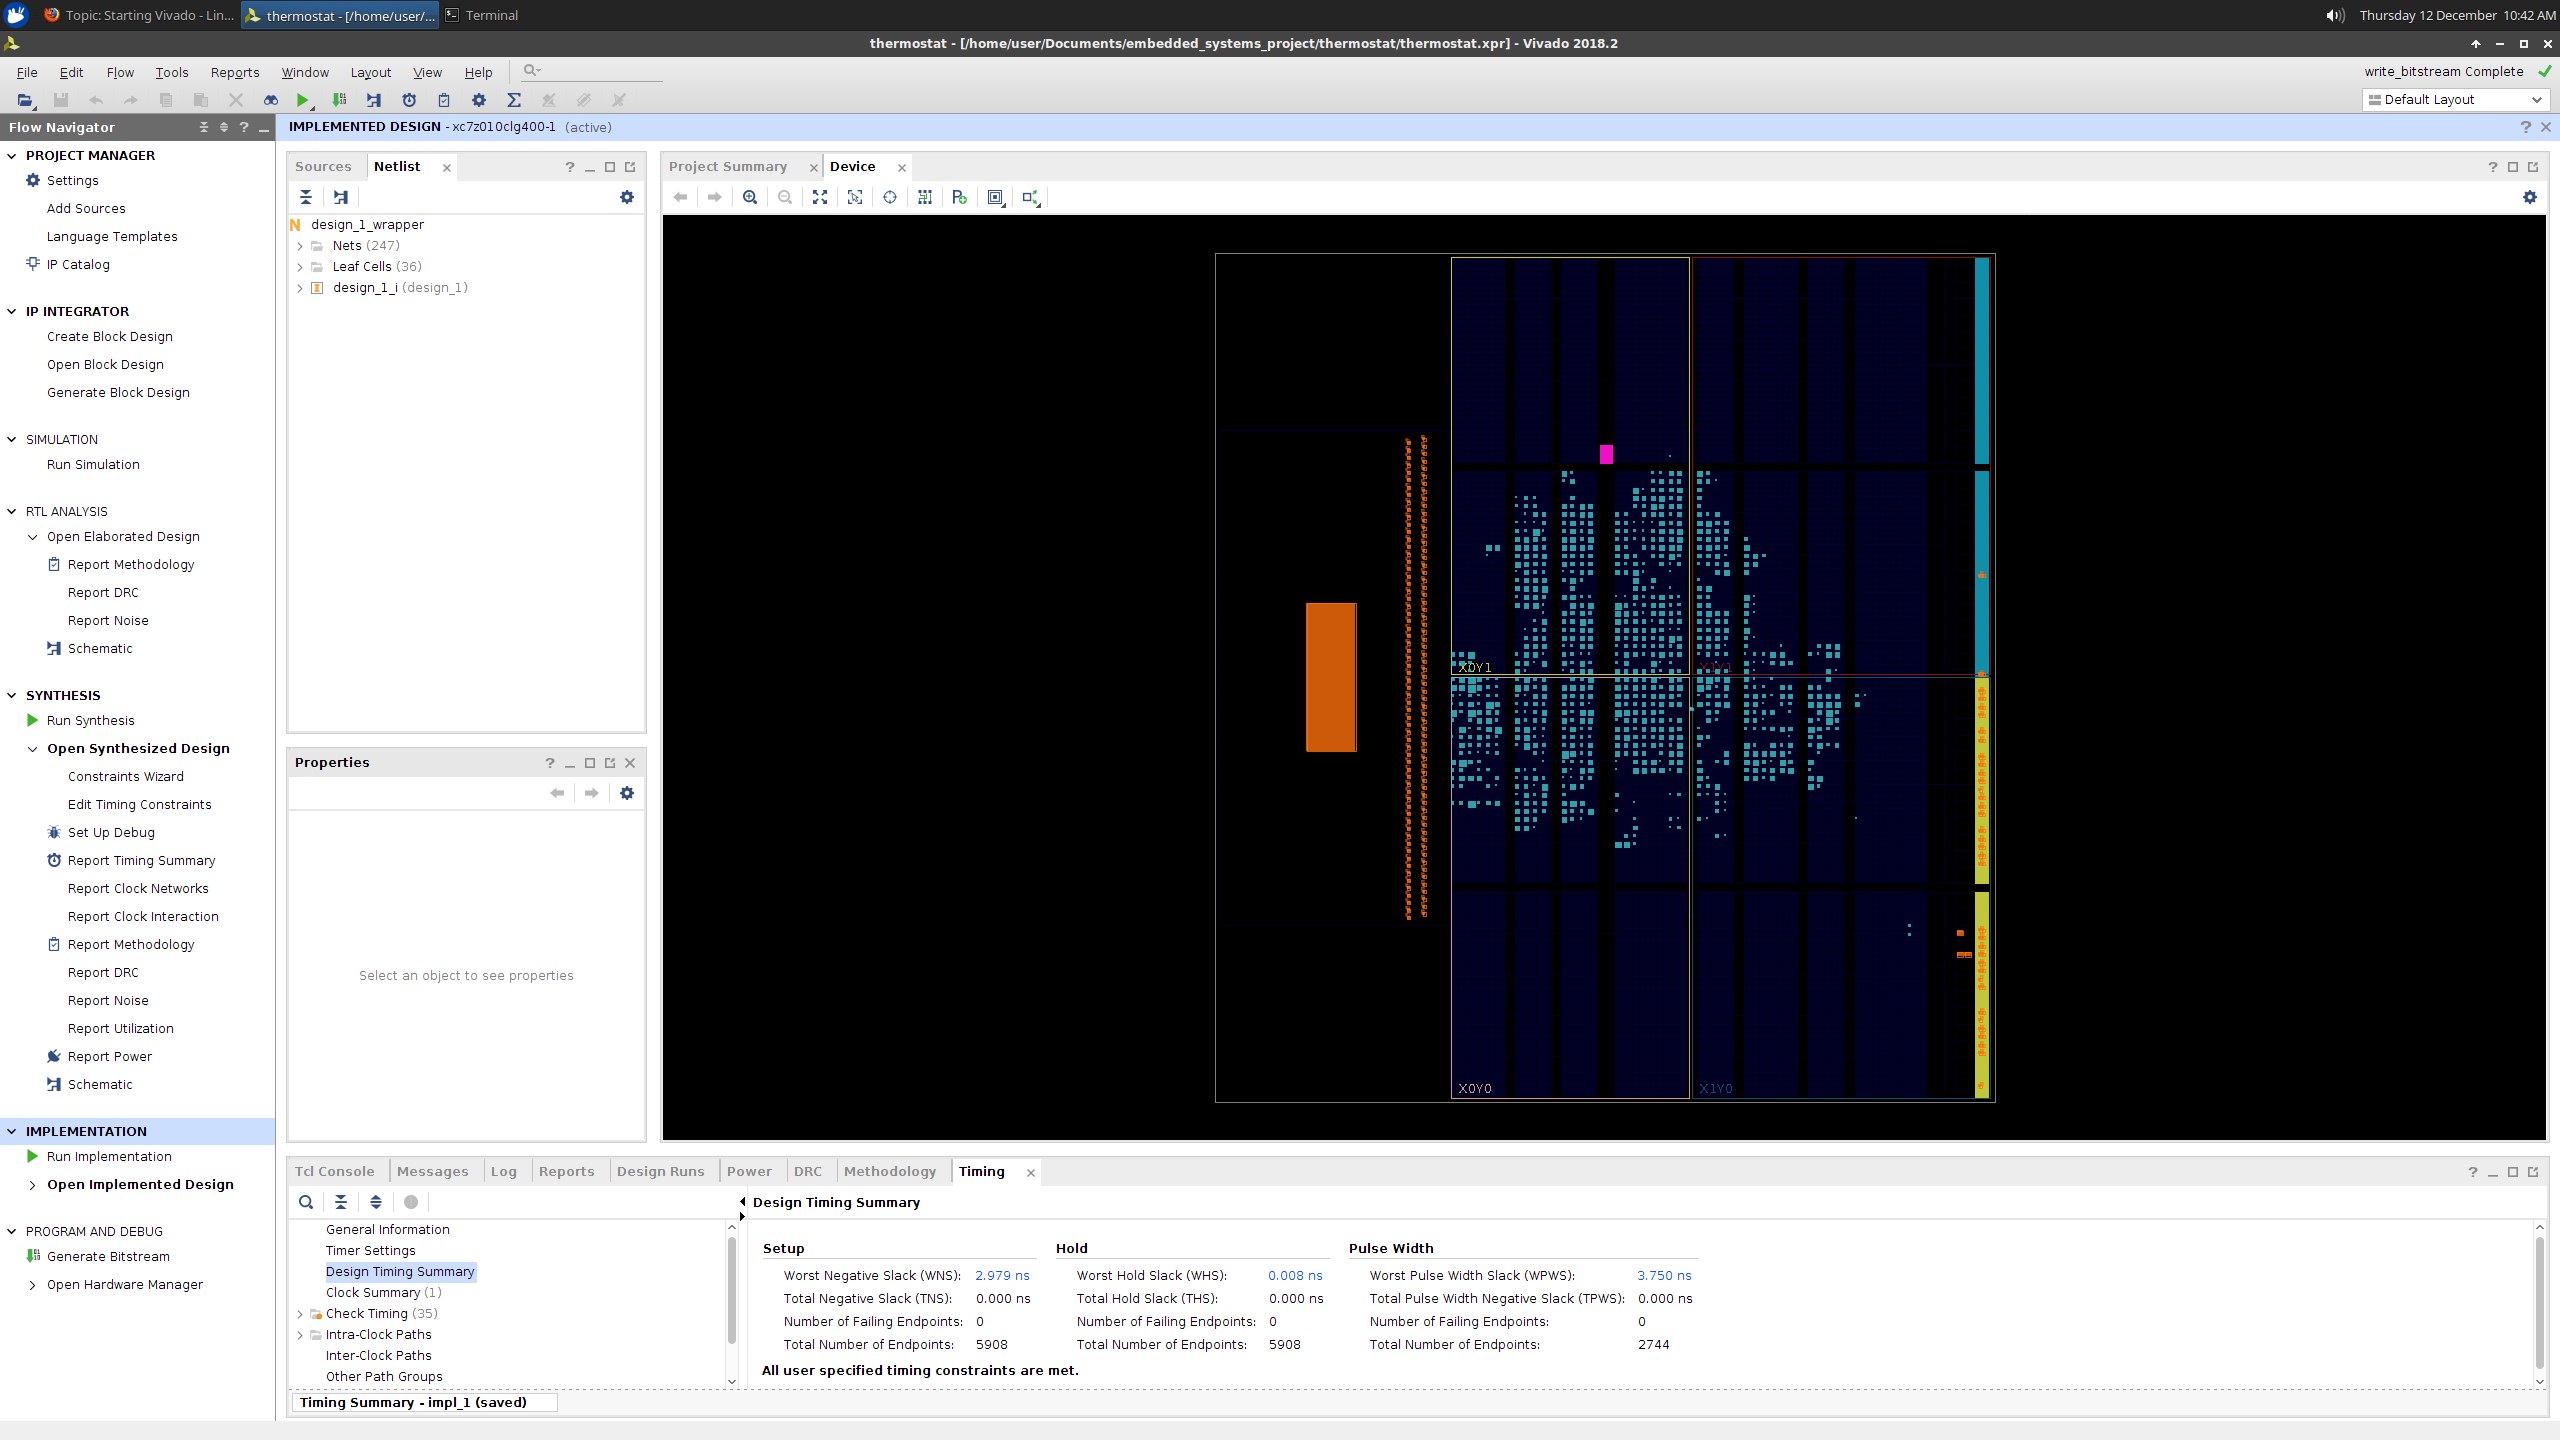 Topic: Starting Vivado - Lin...
thermostat - [/home/user/...
Terminal
Thursday 12 December 10:42 AM
thermostat - [/home/user/Documents/embedded_systems_project/thermostat/thermostat.xpr] - Vivado 2018.2
File Edit Flow Tools Reports Window Layout View Help
write_bitstream Complete
Default Layout
Flow Navigator
IMPLEMENTED DESIGN - xc7z010clg400-1 (active)
PROJECT MANAGER
Settings
Add Sources
Language Templates
IP Catalog
IP INTEGRATOR
Create Block Design
Open Block Design
Generate Block Design
SIMULATION
Run Simulation
RTL ANALYSIS
Open Elaborated Design
Report Methodology
Report DRC
Report Noise
Schematic
SYNTHESIS
Run Synthesis
Open Synthesized Design
Constraints Wizard
Edit Timing Constraints
Set Up Debug
Report Timing Summary
Report Clock Networks
Report Clock Interaction
Report Methodology
Report DRC
Report Noise
Report Utilization
Report Power
Schematic
IMPLEMENTATION
Run Implementation
Open Implemented Design
PROGRAM AND DEBUG
Generate Bitstream
Open Hardware Manager
Sources Netlist
design_1_wrapper
Nets (247)
Leaf Cells (36)
design_1_i (design_1)
Properties
Select an object to see properties
Project Summary Device
X0Y1 X1Y1
X0Y0 X1Y0
Tcl Console Messages Log Reports Design Runs Power DRC Methodology Timing
General Information
Timer Settings
Design Timing Summary
Clock Summary (1)
Check Timing (35)
Intra-Clock Paths
Inter-Clock Paths
Other Path Groups
Design Timing Summary
Setup Hold Pulse Width
Worst Negative Slack (WNS): 2.979 ns Worst Hold Slack (WHS): 0.008 ns Worst Pulse Width Slack (WPWS): 3.750 ns
Total Negative Slack (TNS): 0.000 ns Total Hold Slack (THS): 0.000 ns Total Pulse Width Negative Slack (TPWS): 0.000 ns
Number of Failing Endpoints: 0 Number of Failing Endpoints: 0 Number of Failing Endpoints: 0
Total Number of Endpoints: 5908 Total Number of Endpoints: 5908 Total Number of Endpoints: 2744
All user specified timing constraints are met.
Timing Summary - impl_1 (saved)